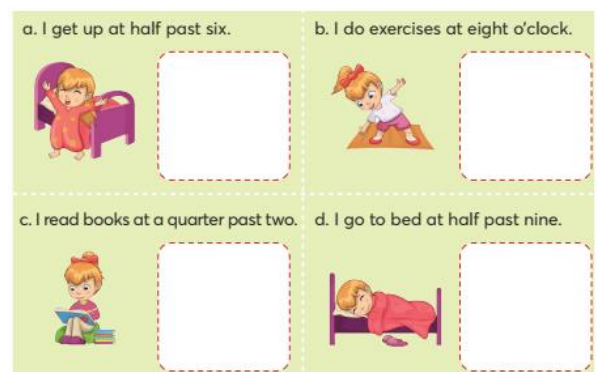 a. I get up at half past six.
b. I do exercises at eight o'clock.
c. I read books at a quarter past two.
d. I go to bed at half past nine.